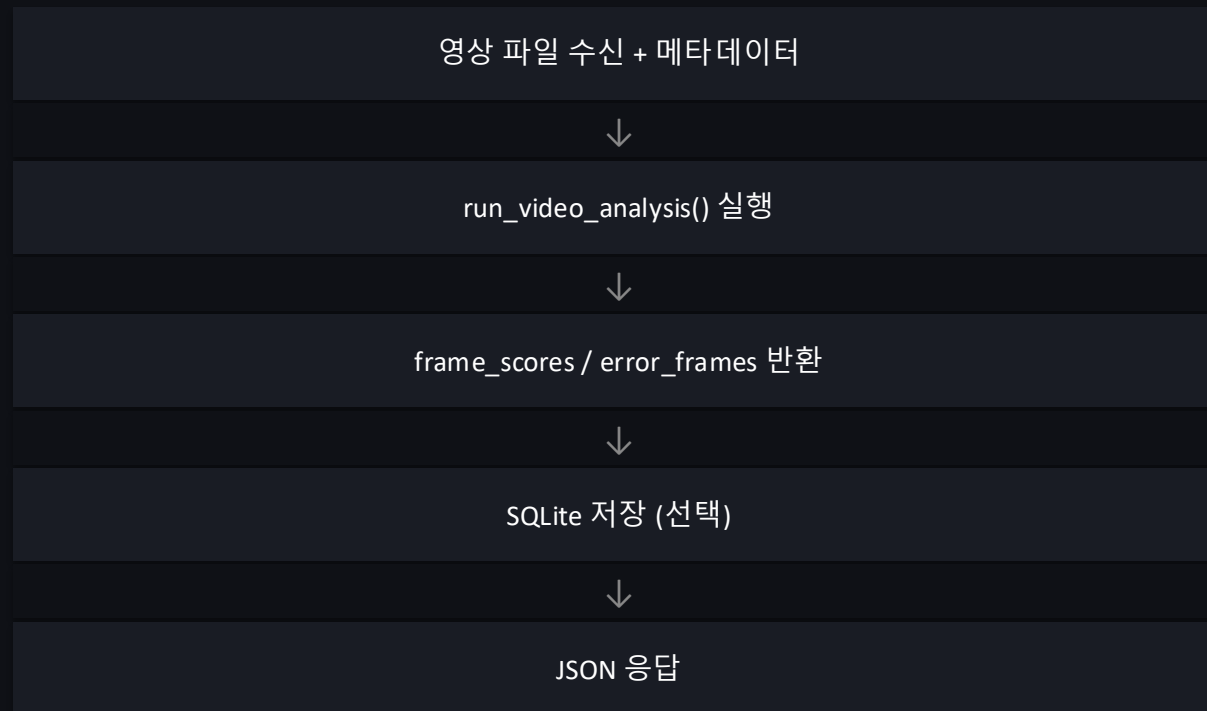 영상 파일 수신 + 메타데이터
↓
run_video_analysis() 실행
↓
frame_scores / error_frames 반환
↓
SQLite 저장 (선택)
↓
JSON 응답